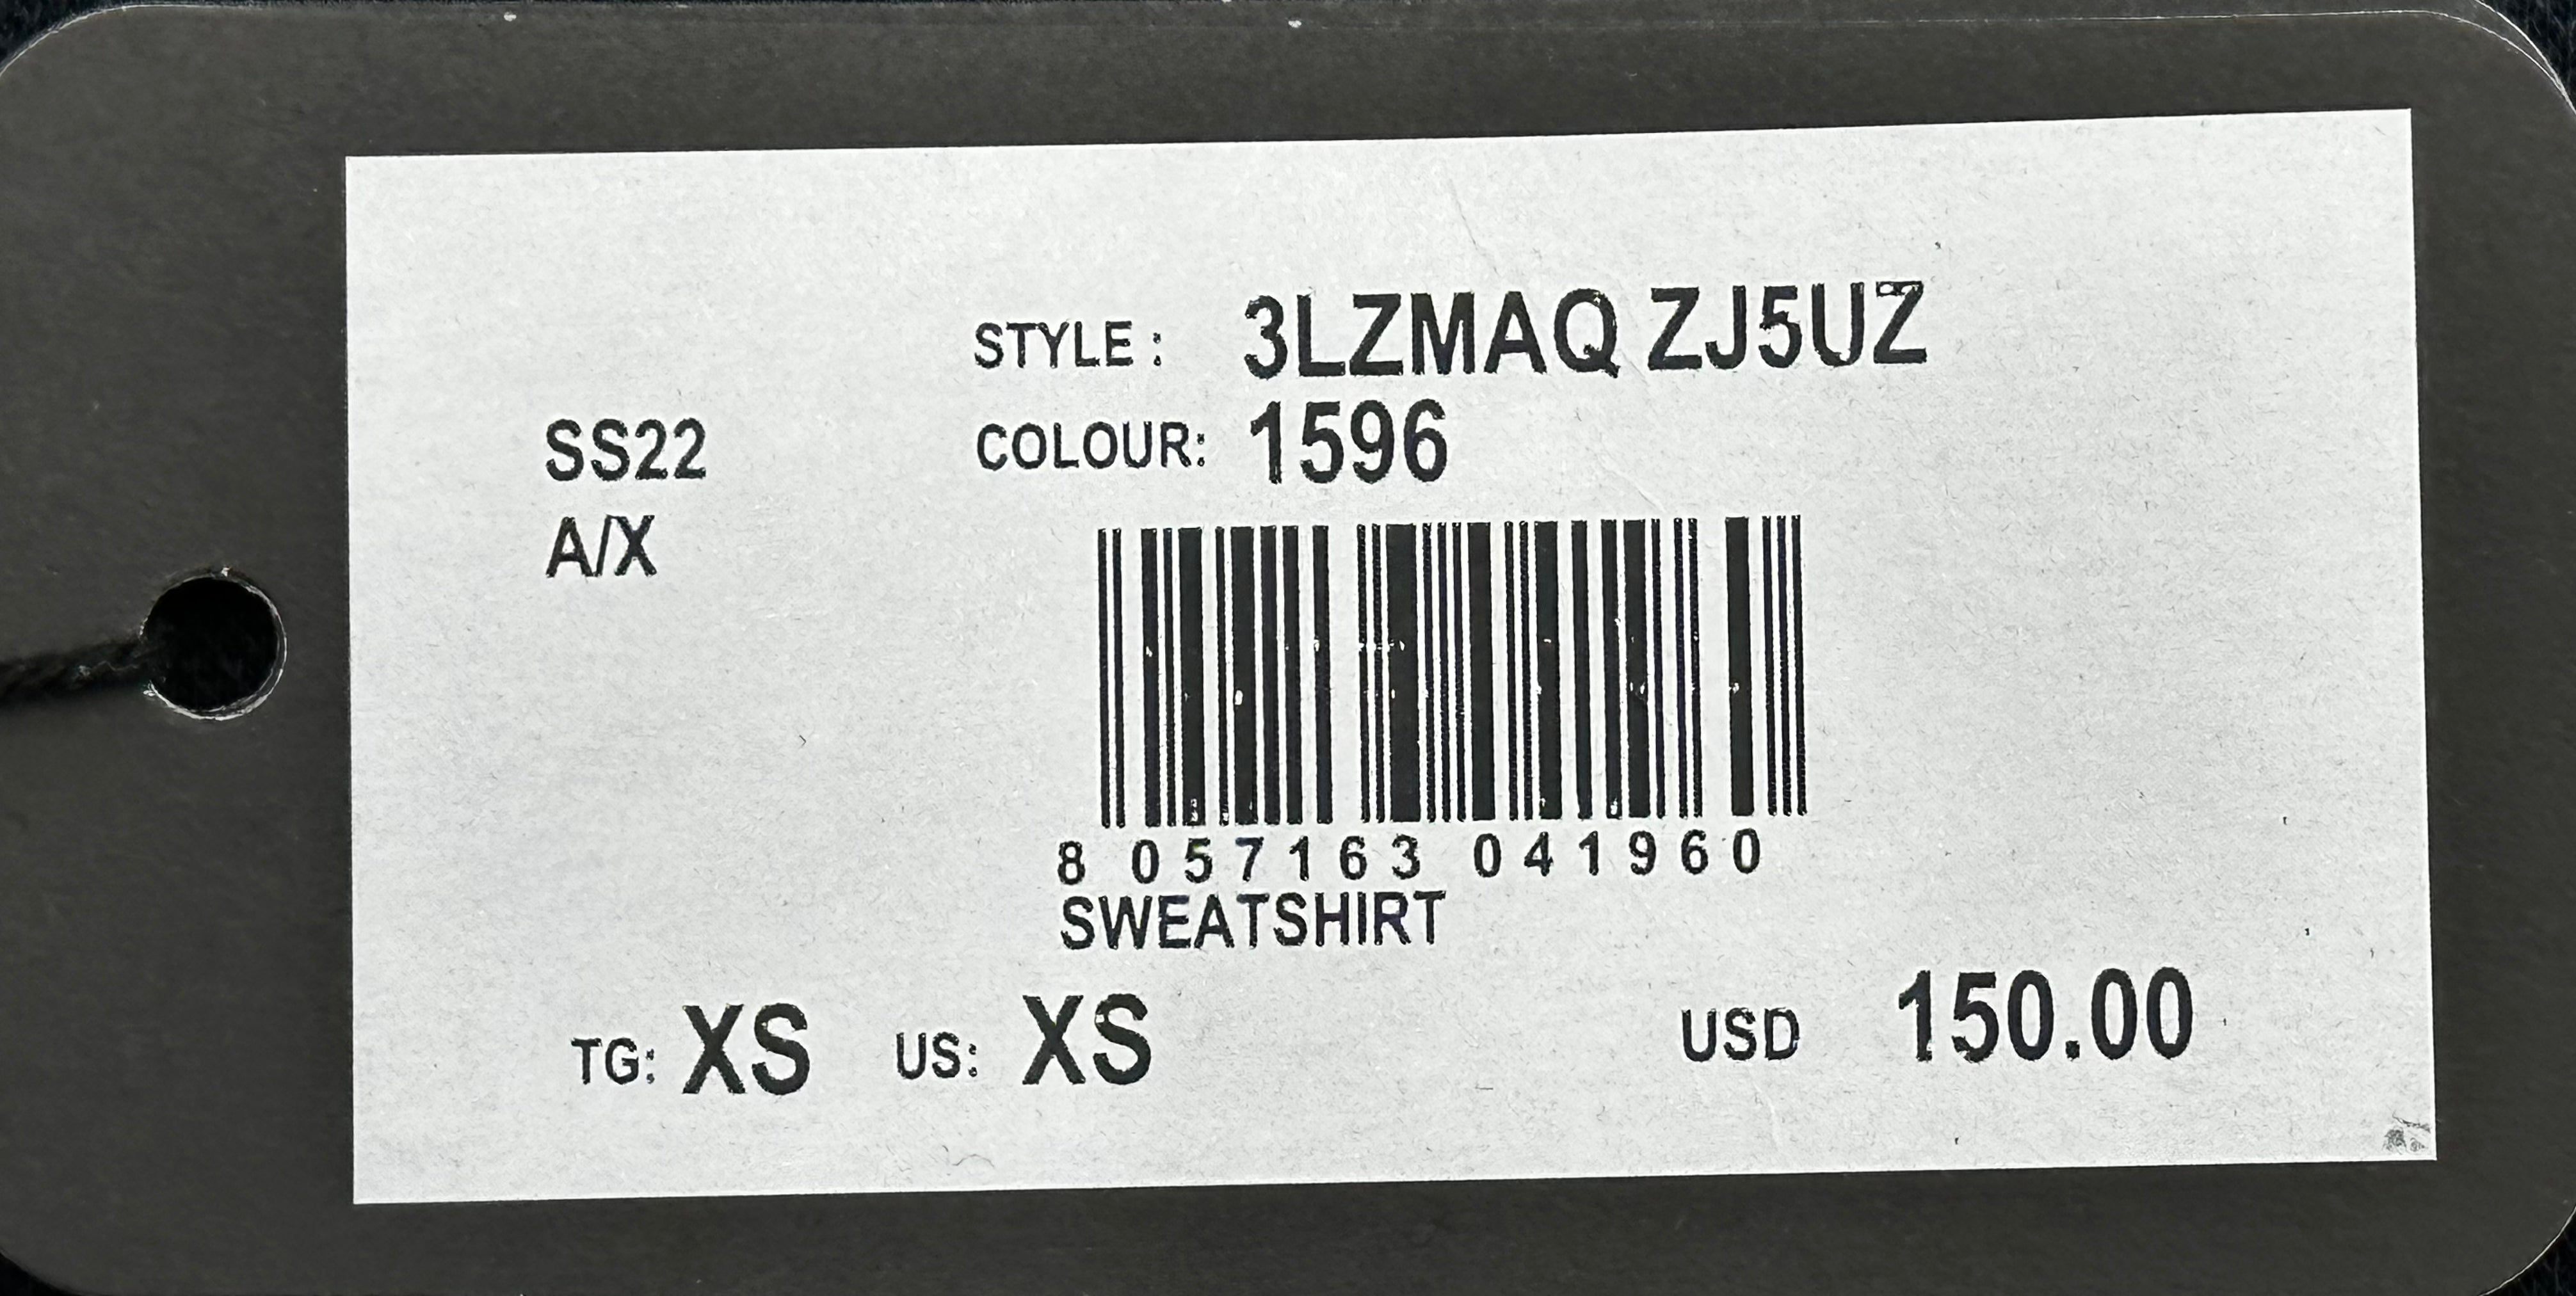 STYLE : 3LZMAQ ZJ5UZ
SS22 COLOUR: 1596
A/X
8 057163 041960
SWEATSHIRT
TG: XS US: XS USD 150.00